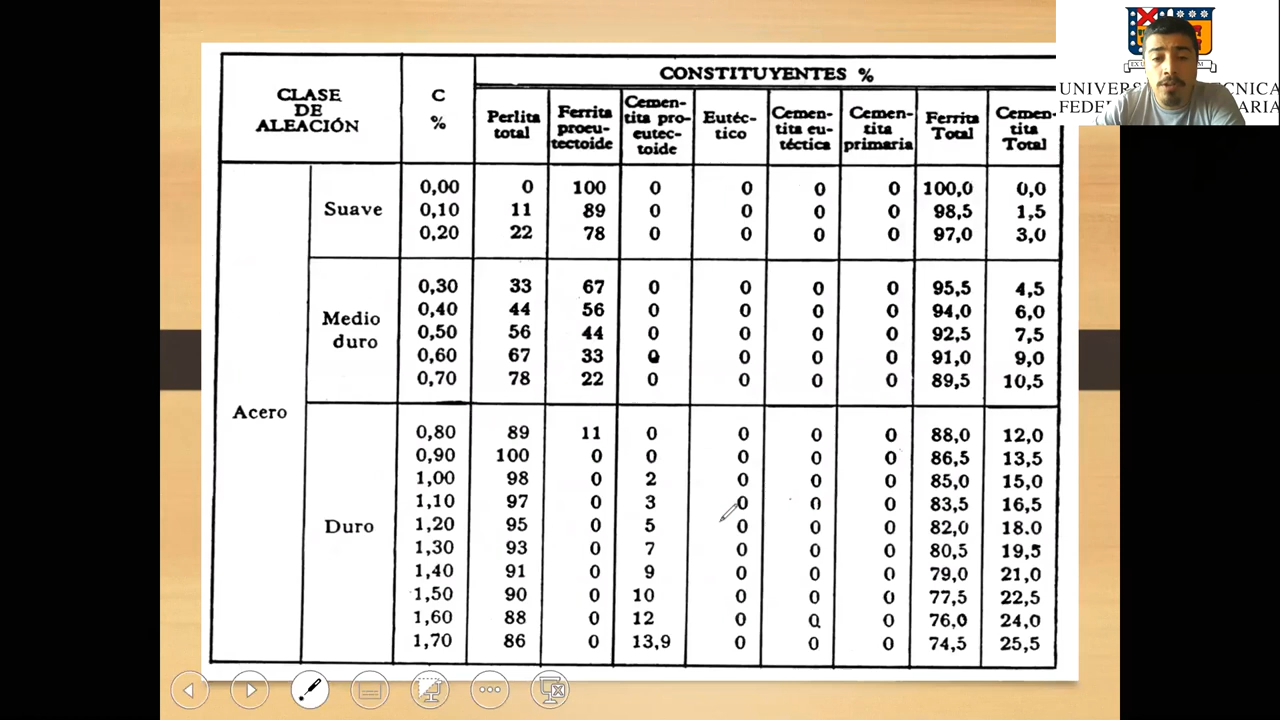 CONSTITUYENTES %
CLASE
DE
ALEACIÓN
C
%
Perlita
total
Ferrita
proeu-
tectoide
Cemen-
tita pro-
eutec-
toide
Eutéc-
tico
Cemen-
tita eu-
téctica
Cemen-
tita
primaria
Ferrita
Total
Cemen-
tita
Total
Acero
Suave
0,00 0 100 0 0 0 0 100,0 0,0
0,10 11 89 0 0 0 0 98,5 1,5
0,20 22 78 0 0 0 0 97,0 3,0
Medio
duro
0,30 33 67 0 0 0 0 95,5 4,5
0,40 44 56 0 0 0 0 94,0 6,0
0,50 56 44 0 0 0 0 92,5 7,5
0,60 67 33 0 0 0 0 91,0 9,0
0,70 78 22 0 0 0 0 89,5 10,5
Duro
0,80 89 11 0 0 0 0 88,0 12,0
0,90 100 0 0 0 0 0 86,5 13,5
1,00 98 0 2 0 0 0 85,0 15,0
1,10 97 0 3 0 0 0 83,5 16,5
1,20 95 0 5 0 0 0 82,0 18.0
1,30 93 0 7 0 0 0 80,5 19,5
1,40 91 0 9 0 0 0 79,0 21,0
1,50 90 0 10 0 0 0 77,5 22,5
1,60 88 0 12 0 0 0 76,0 24,0
1,70 86 0 13,9 0 0 0 74,5 25,5